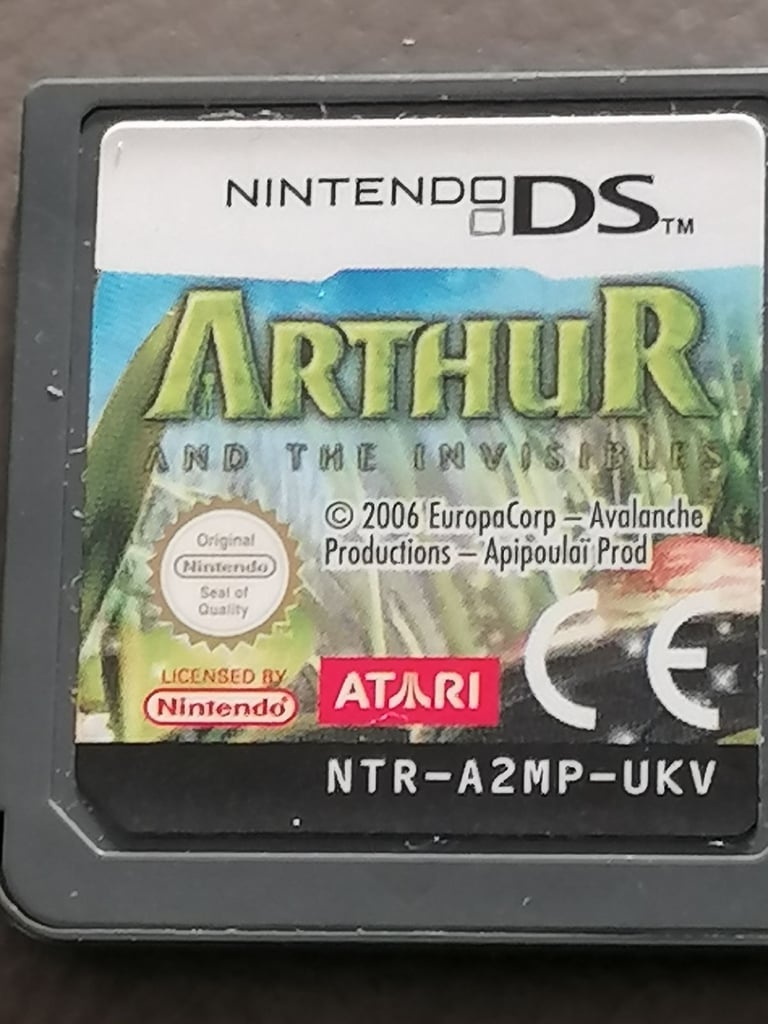 NINTENDO DS™
ARTHUR
AND THE INVISIBLES
© 2006 EuropaCorp – Avalanche
Productions – Apipoulaï Prod
Original
Nintendo
Seal of
Quality
LICENSED BY
Nintendo
ATARI
CE
NTR-A2MP-UKV